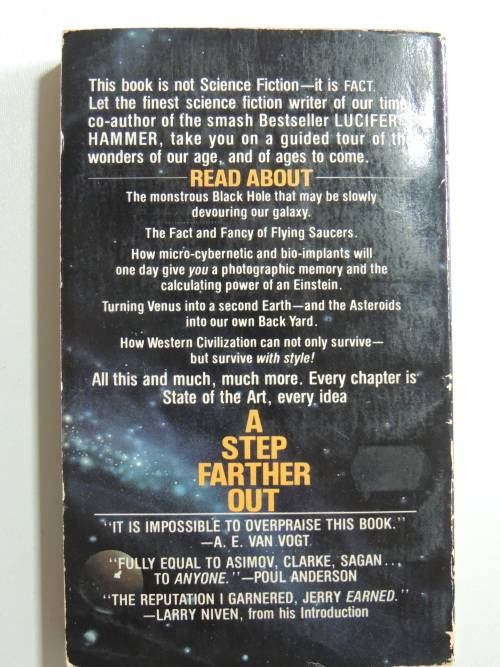 This book is not Science Fiction—it is FACT.
Let the finest science fiction writer of our time,
co-author of the smash Bestseller LUCIFER'S
HAMMER, take you on a guided tour of the
wonders of our age, and of ages to come.
READ ABOUT
The monstrous Black Hole that may be slowly
devouring our galaxy.
The Fact and Fancy of Flying Saucers.
How micro-cybernetic and bio-implants will
one day give you a photographic memory and the
calculating power of an Einstein.
Turning Venus into a second Earth—and the Asteroids
into our own Back Yard.
How Western Civilization can not only survive—
but survive with style!
All this and much, much more. Every chapter is
State of the Art, every idea
A
STEP
FARTHER
OUT
"IT IS IMPOSSIBLE TO OVERPRAISE THIS BOOK."
—A. E. VAN VOGT
"FULLY EQUAL TO ASIMOV, CLARKE, SAGAN...
TO ANYONE."—POUL ANDERSON
"THE REPUTATION I GARNERED, JERRY EARNED."
—LARRY NIVEN, from his Introduction